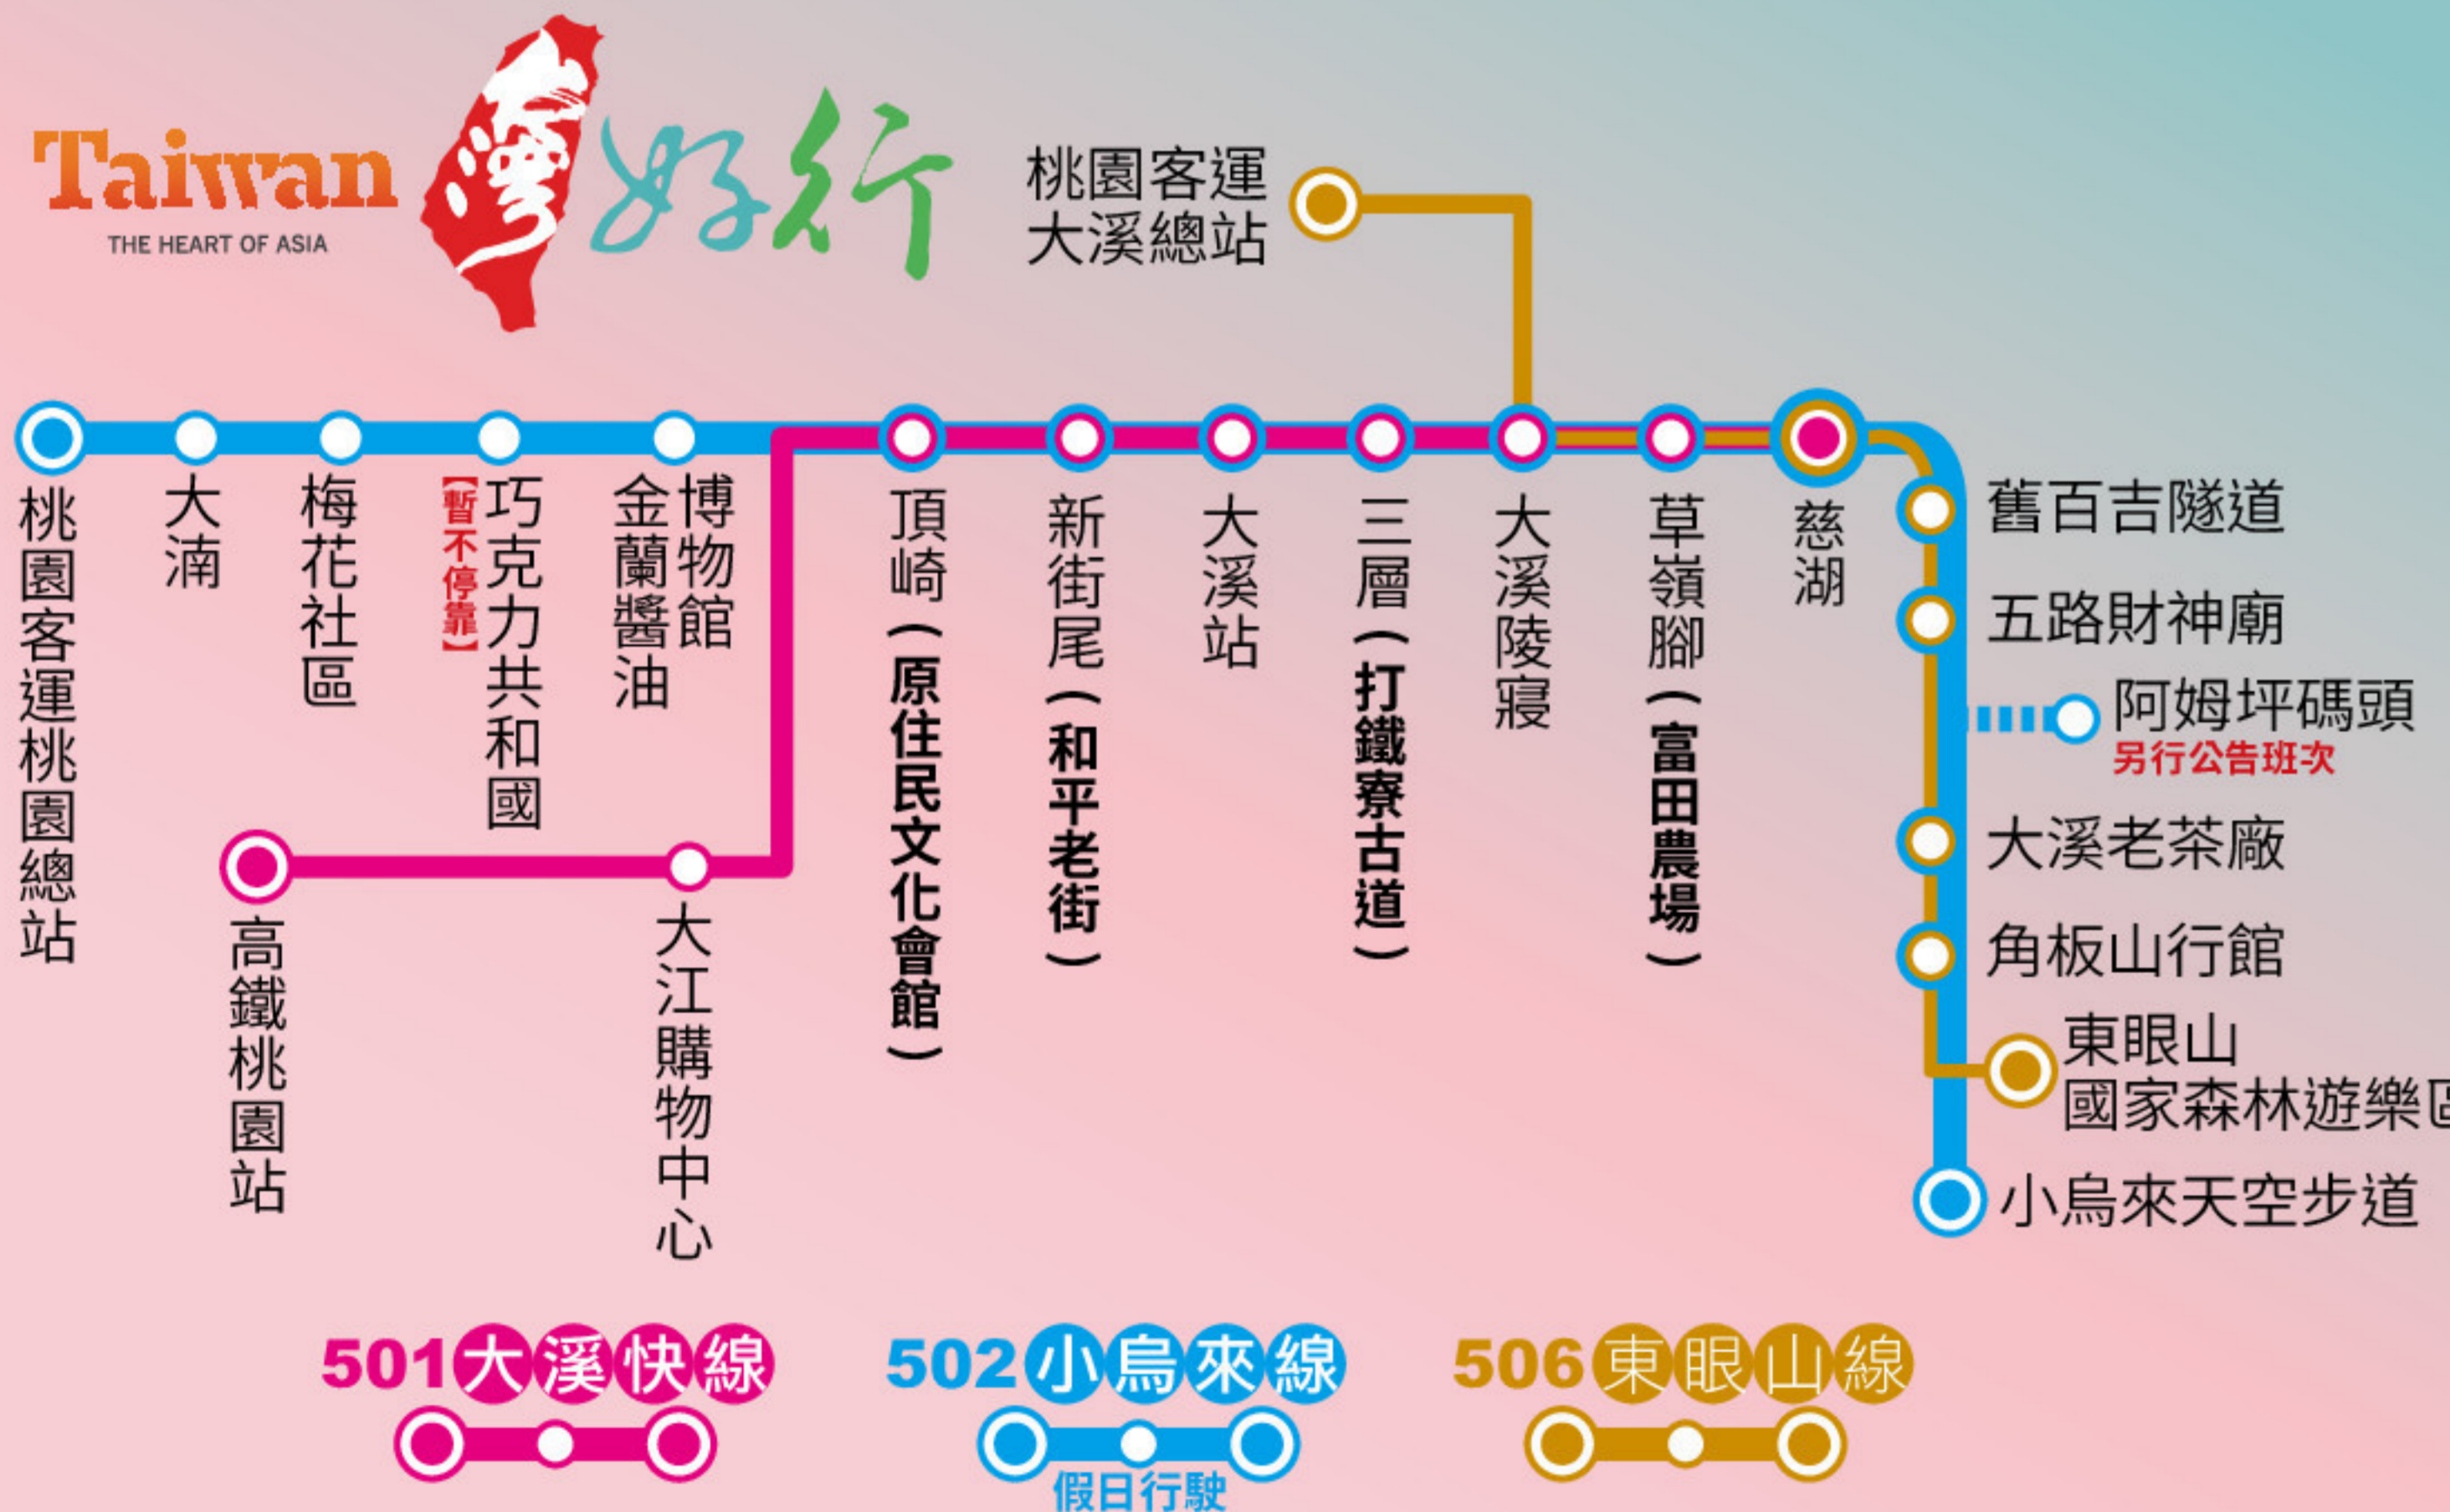 Taiwan
THE HEART OF ASIA
台灣好行
桃園客運
大溪總站
桃園客運桃園總站
大湳
梅花社區
巧克力共和國
【暫不停靠】
博物館
金蘭醬油
頂崎(原住民文化會館)
新街尾(和平老街)
大溪站
三層(打鐵寮古道)
大溪陵寢
草嶺腳(富田農場)
慈湖
舊百吉隧道
五路財神廟
阿姆坪碼頭
另行公告班次
大溪老茶廠
角板山行館
東眼山
國家森林遊樂區
小烏來天空步道
高鐵桃園站
大江購物中心
501大溪快線
502小烏來線
假日行駛
506東眼山線